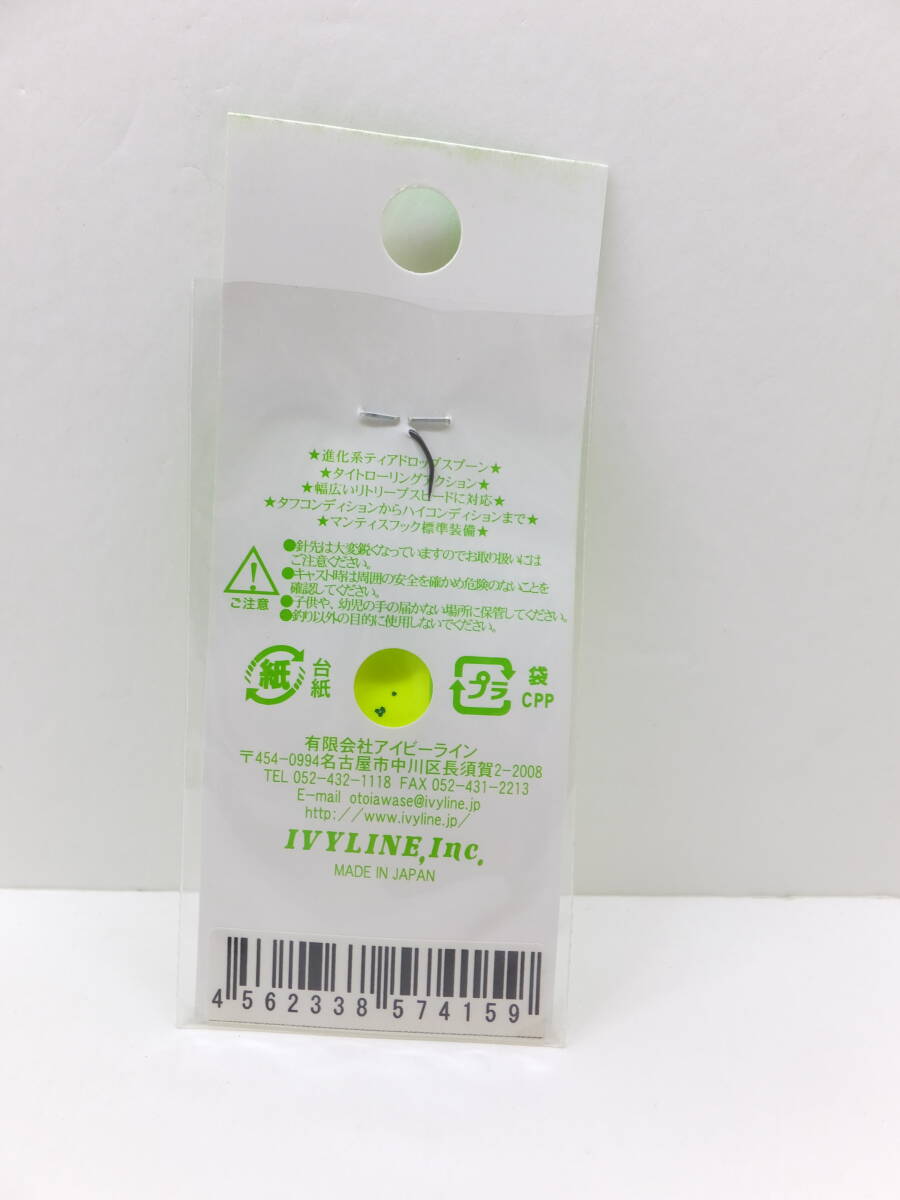 ★進化系ティアドロップスプーン★
★タイトローリングアクション★
★幅広いリトリーブスピードに対応★
★タフコンディションからハイコンディションまで★
★マンティスフック標準装備★
●針先は大変鋭くなっていますのでお取り扱いには
ご注意ください。
●キャスト時は周囲の安全を確かめ危険のないことを
確認してください。
●子供や、幼児の手の届かない場所に保管してください。
●釣り以外の目的に使用しないでください。
ご注意
紙 台紙
プラ 袋
CPP
有限会社アイビーライン
〒454-0994名古屋市中川区長須賀2-2008
TEL 052-432-1118 FAX 052-431-2213
E-mail otoiawase@ivyline.jp
http://www.ivyline.jp/
IVYLINE,Inc.
MADE IN JAPAN
4 562338 574159